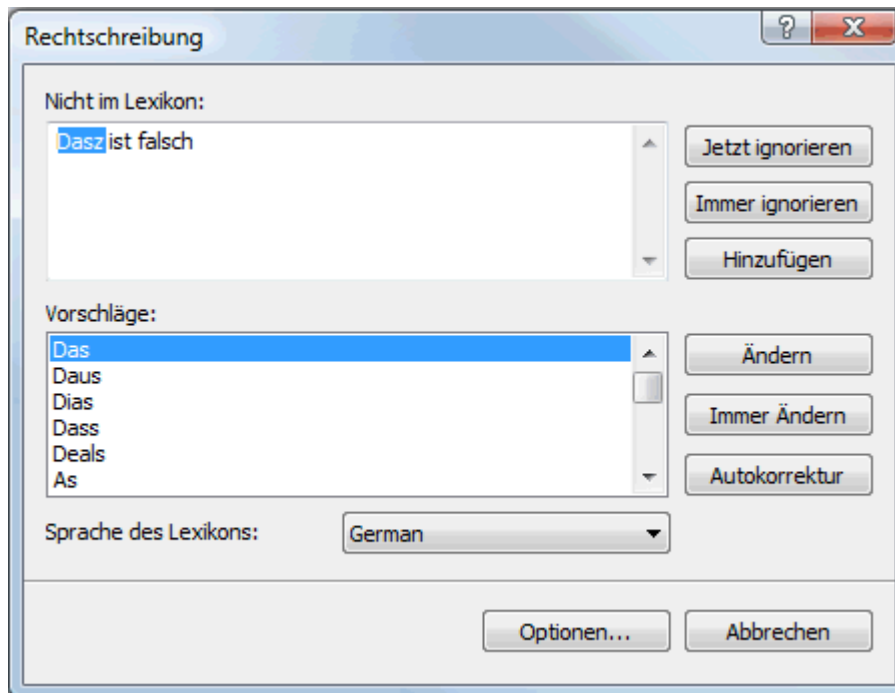 Rechtschreibung
Nicht im Lexikon:
Dasz ist falsch
Jetzt ignorieren
Immer ignorieren
Hinzufügen
Vorschläge:
Das
Daus
Dias
Dass
Deals
As
Ändern
Immer Ändern
Autokorrektur
Sprache des Lexikons:
German
Optionen...
Abbrechen